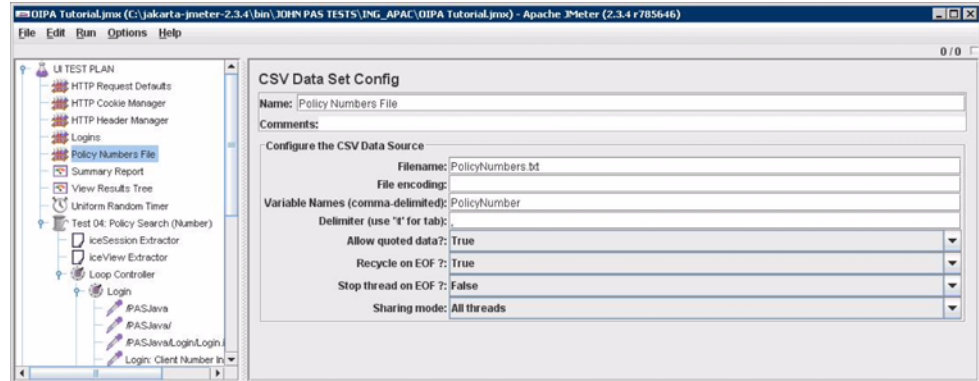 OIPA Tutorial.jmx (C:\jakarta-jmeter-2.3.4\bin\JOHN PAS TESTS\ING_APAC\OIPA Tutorial.jmx) - Apache JMeter (2.3.4 r785646)
File Edit Run Options Help
0 / 0
UI TEST PLAN
HTTP Request Defaults
HTTP Cookie Manager
HTTP Header Manager
Logins
Policy Numbers File
Summary Report
View Results Tree
Uniform Random Timer
Test 04: Policy Search (Number)
iceSession Extractor
iceView Extractor
Loop Controller
Login
/PASJava
/PASJava/
/PASJava/Login/Login.i
Login: Client Number In
CSV Data Set Config
Name: Policy Numbers File
Comments:
Configure the CSV Data Source
Filename: PolicyNumbers.txt
File encoding:
Variable Names (comma-delimited): PolicyNumber
Delimiter (use '\t' for tab): ,
Allow quoted data?: True
Recycle on EOF ?: True
Stop thread on EOF ?: False
Sharing mode: All threads